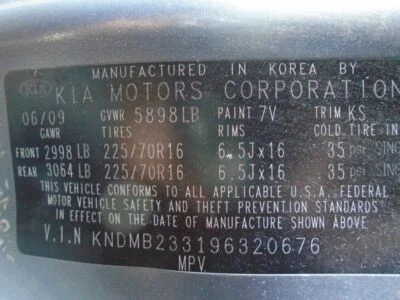 MANUFACTURED IN KOREA BY
KIA KIA MOTORS CORPORATION
06/09 GVWR 5898LB PAINT 7V TRIM KS
GAWR TIRES RIMS COLD TIRE IN
FRONT 2998 LB 225/70R16 6.5Jx16 35 PSI SING
REAR 3064 LB 225/70R16 6.5Jx16 35 PSI SING
THIS VEHICLE CONFORMS TO ALL APPLICABLE U.S.A. FEDERAL
MOTOR VEHICLE SAFETY AND THEFT PREVENTION STANDARDS
IN EFFECT ON THE DATE OF MANUFACTURE SHOWN ABOVE
V.I.N KNDMB233196320676
MPV